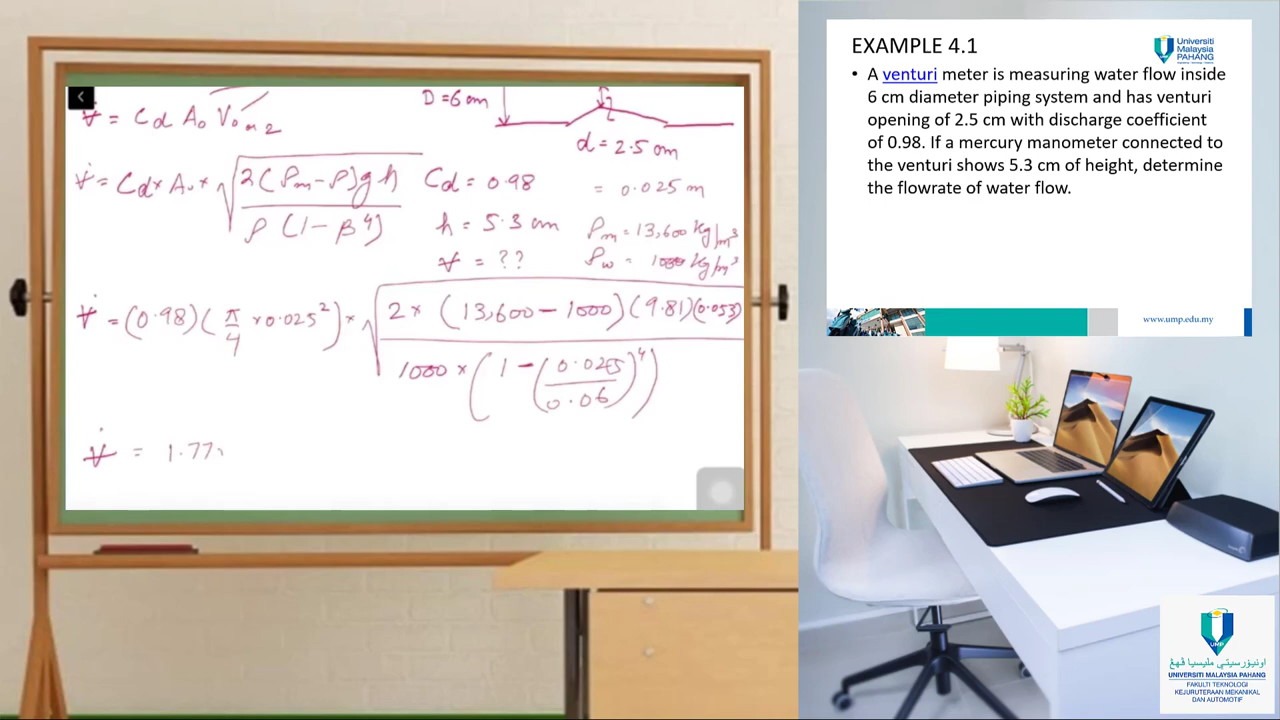 V̇ = Cd A₀ V₀ₘ₂
D = 6 cm
d = 2.5 cm
= 0.025 m
V̇ = Cd × A₀ × √(2(ρm − ρ)gh / ρ(1 − β⁴))
Cd = 0.98
h = 5.3 cm
V̇ = ??
ρm = 13,600 kg/m³
ρw = 1000 kg/m³
V̇ = (0.98)(π/4 × 0.025²) × √(2 × (13,600 − 1000)(9.81)(0.053) / 1000 × (1 − (0.025/0.06)⁴))
V̇ = 1.77
EXAMPLE 4.1
Universiti
Malaysia
PAHANG
• A venturi meter is measuring water flow inside
6 cm diameter piping system and has venturi
opening of 2.5 cm with discharge coefficient
of 0.98. If a mercury manometer connected to
the venturi shows 5.3 cm of height, determine
the flowrate of water flow.
www.ump.edu.my
UMP
اونيۏرسيتي مليسيا ڤهڠ
UNIVERSITI MALAYSIA PAHANG
FAKULTI TEKNOLOGI
KEJURUTERAAN MEKANIKAL
DAN AUTOMOTIF